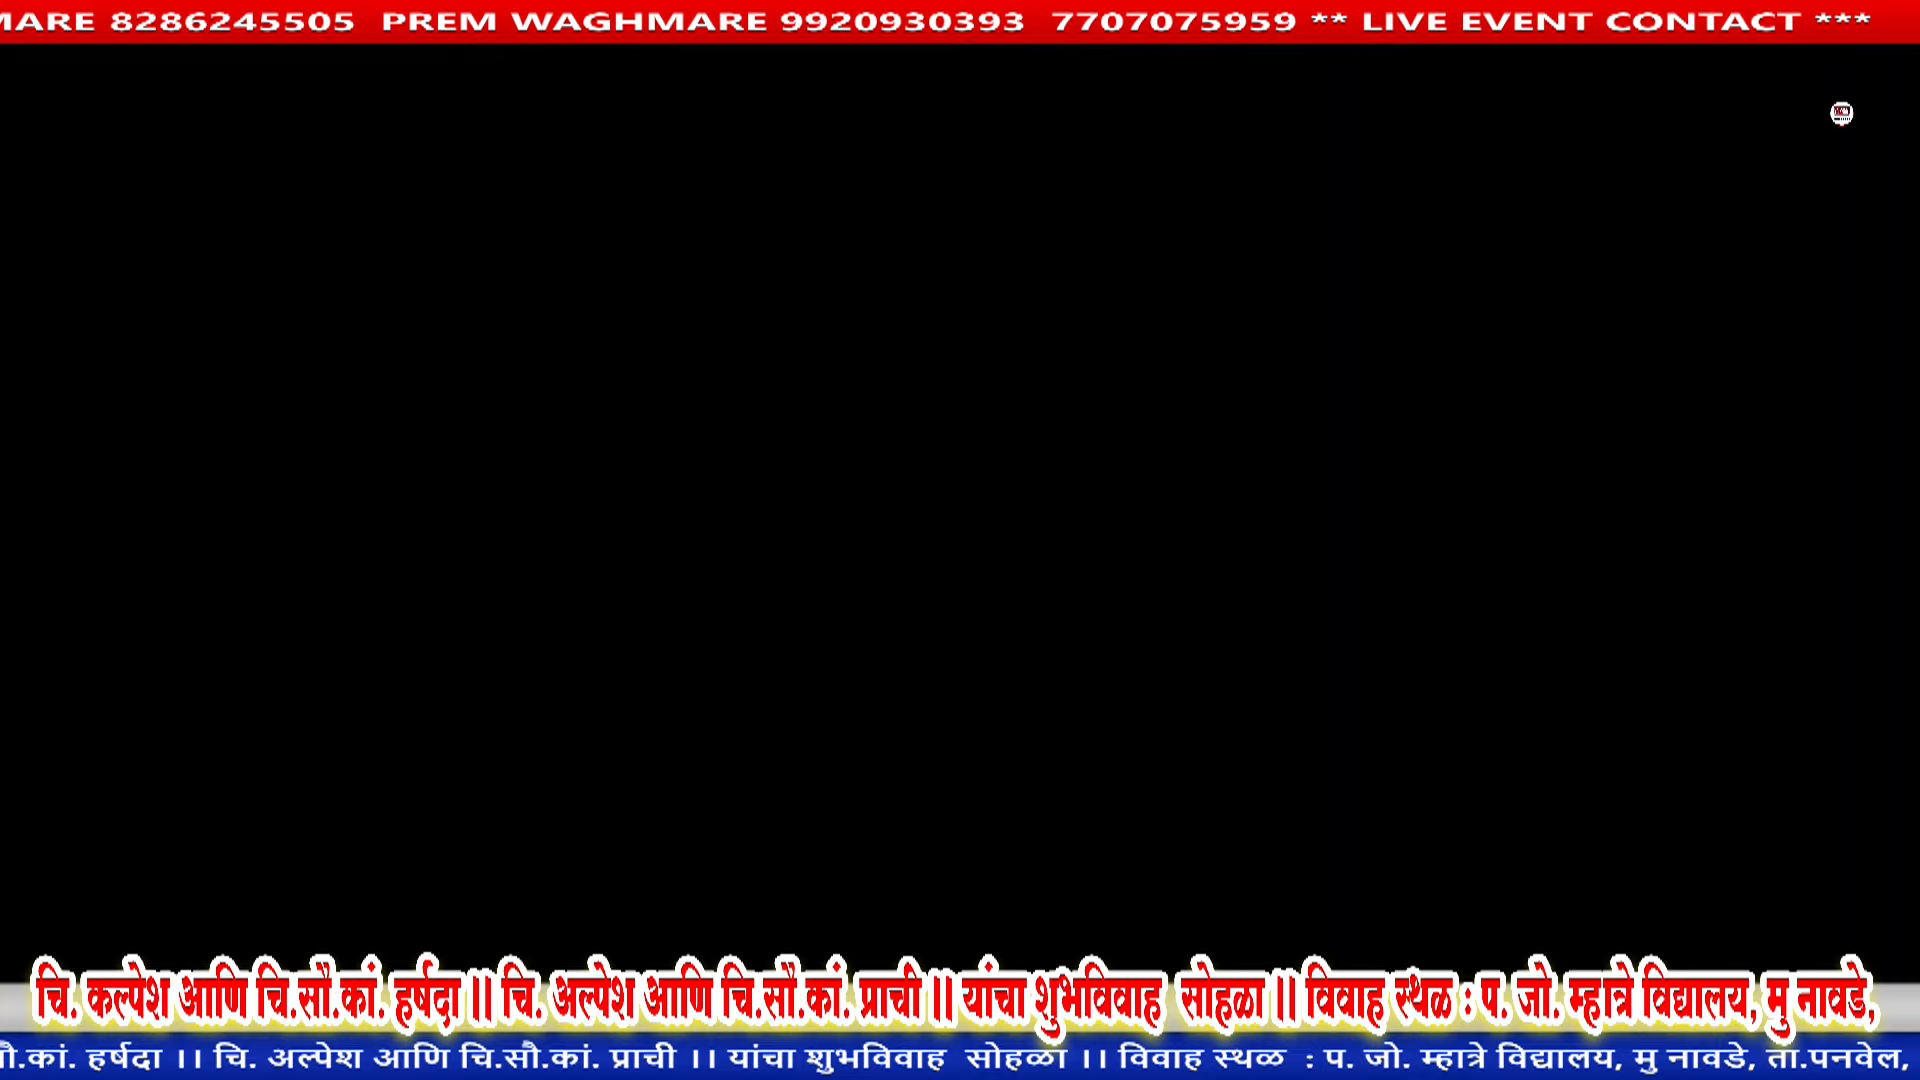 8286245505 PREM WAGHMARE 9920930393 7707075959 ** LIVE EVENT CONTACT ***
चि. कल्पेश आणि चि.सौ.कां. हर्षदा || चि. अल्पेश आणि चि.सौ.कां. प्राची || यांचा शुभविवाह सोहळा || विवाह स्थळ : प. जो. म्हात्रे विद्यालय, मु नावडे,
हर्षदा ।। चि. अल्पेश आणि चि.सौ.कां. प्राची ।। यांचा शुभविवाह सोहळा ।। विवाह स्थळ : प. जो. म्हात्रे विद्यालय, मु नावडे, ता.पनवेल,